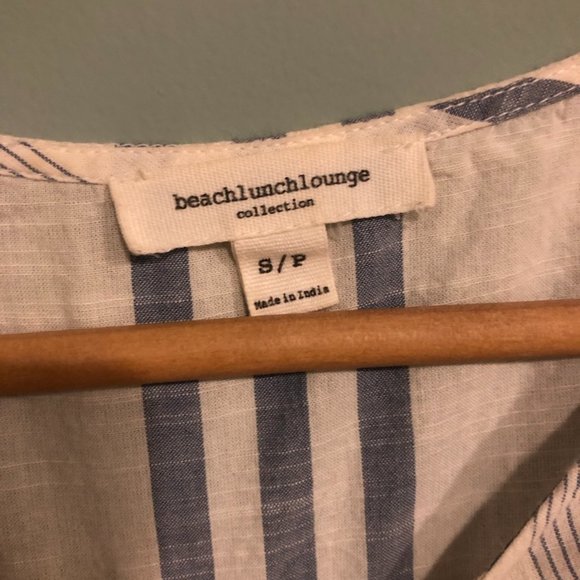 beachlunchlounge
collection
S/P
Made in India